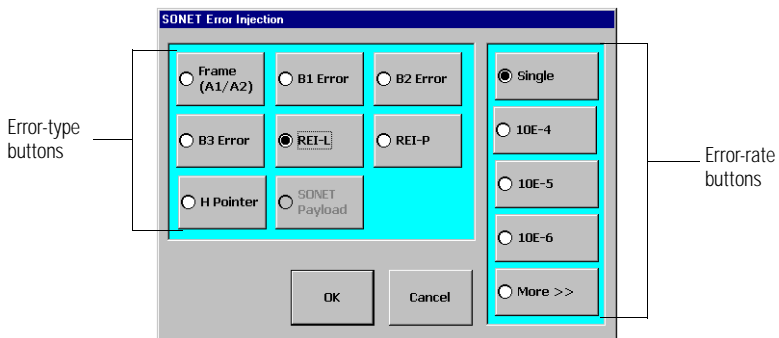 SONET Error Injection
Frame
(A1/A2)
B1 Error
B2 Error
B3 Error
REI-L
REI-P
H Pointer
SONET
Payload
Single
10E-4
10E-5
10E-6
More >>
OK
Cancel
Error-type
buttons
Error-rate
buttons